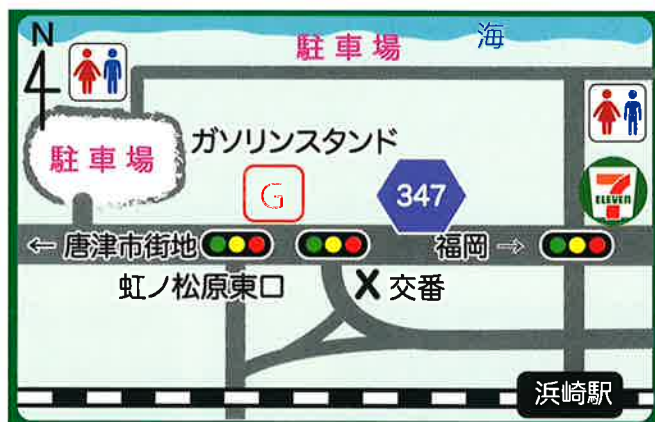 N
駐車場
海
駐車場
ガソリンスタンド
G
347
7
ELEVEN
← 唐津市街地
福岡 →
虹ノ松原東口
X 交番
浜崎駅